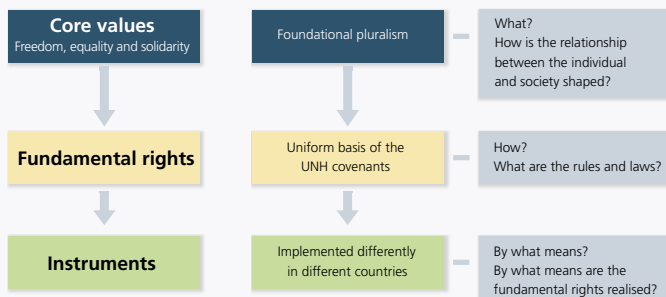 Core values
Freedom, equality and solidarity
Foundational pluralism
What?
How is the relationship
between the individual
and society shaped?
Fundamental rights
Uniform basis of the
UNH covenants
How?
What are the rules and laws?
Instruments
Implemented differently
in different countries
By what means?
By what means are the
fundamental rights realised?